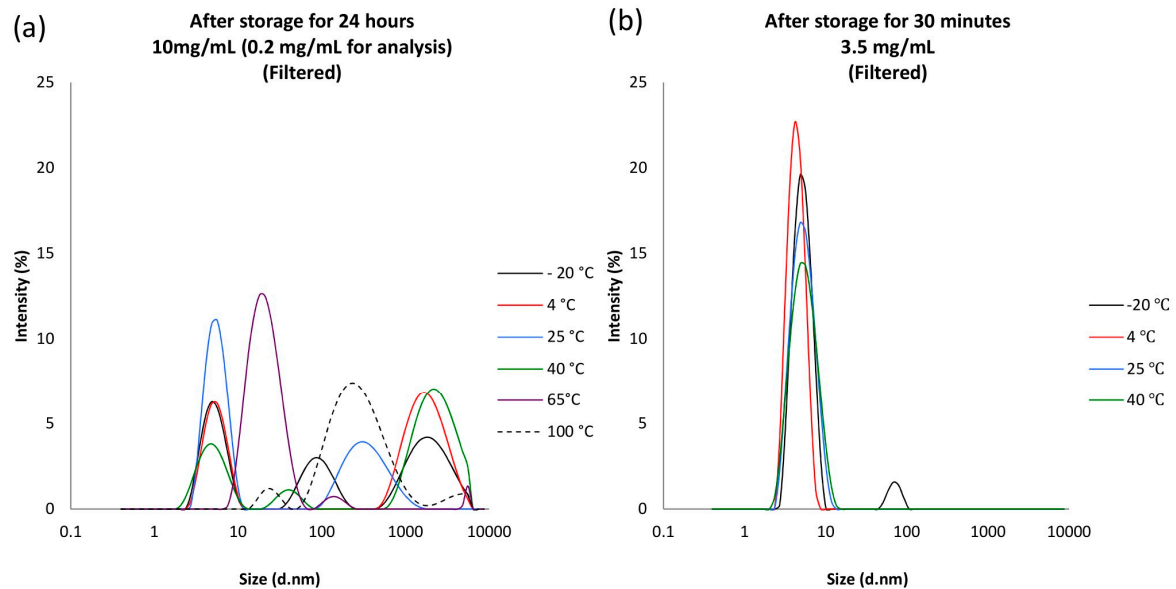 (a)
After storage for 24 hours
10mg/mL (0.2 mg/mL for analysis)
(Filtered)
25
20
15
10
5
0
0.1 1 10 100 1000 10000
Intensity (%)
Size (d.nm)
- 20 °C
4 °C
25 °C
40 °C
65°C
100 °C
(b)
After storage for 30 minutes
3.5 mg/mL
(Filtered)
25
20
15
10
5
0
0.1 1 10 100 1000 10000
Intensity (%)
Size (d.nm)
-20 ℃
4 ℃
25 ℃
40 ℃